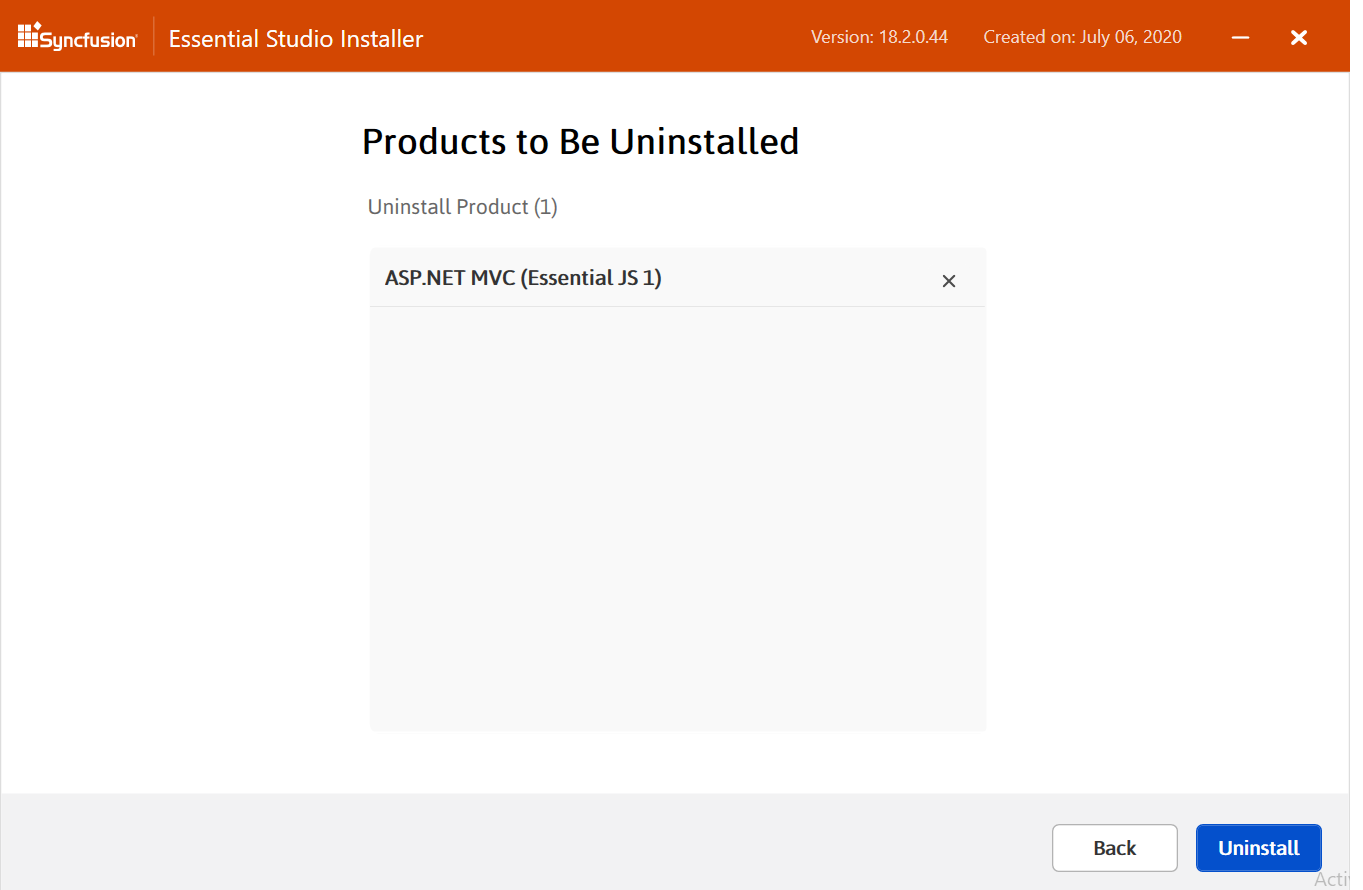 Syncfusion Essential Studio Installer Version: 18.2.0.44 Created on: July 06, 2020
Products to Be Uninstalled
Uninstall Product (1)
ASP.NET MVC (Essential JS 1)
Back Uninstall